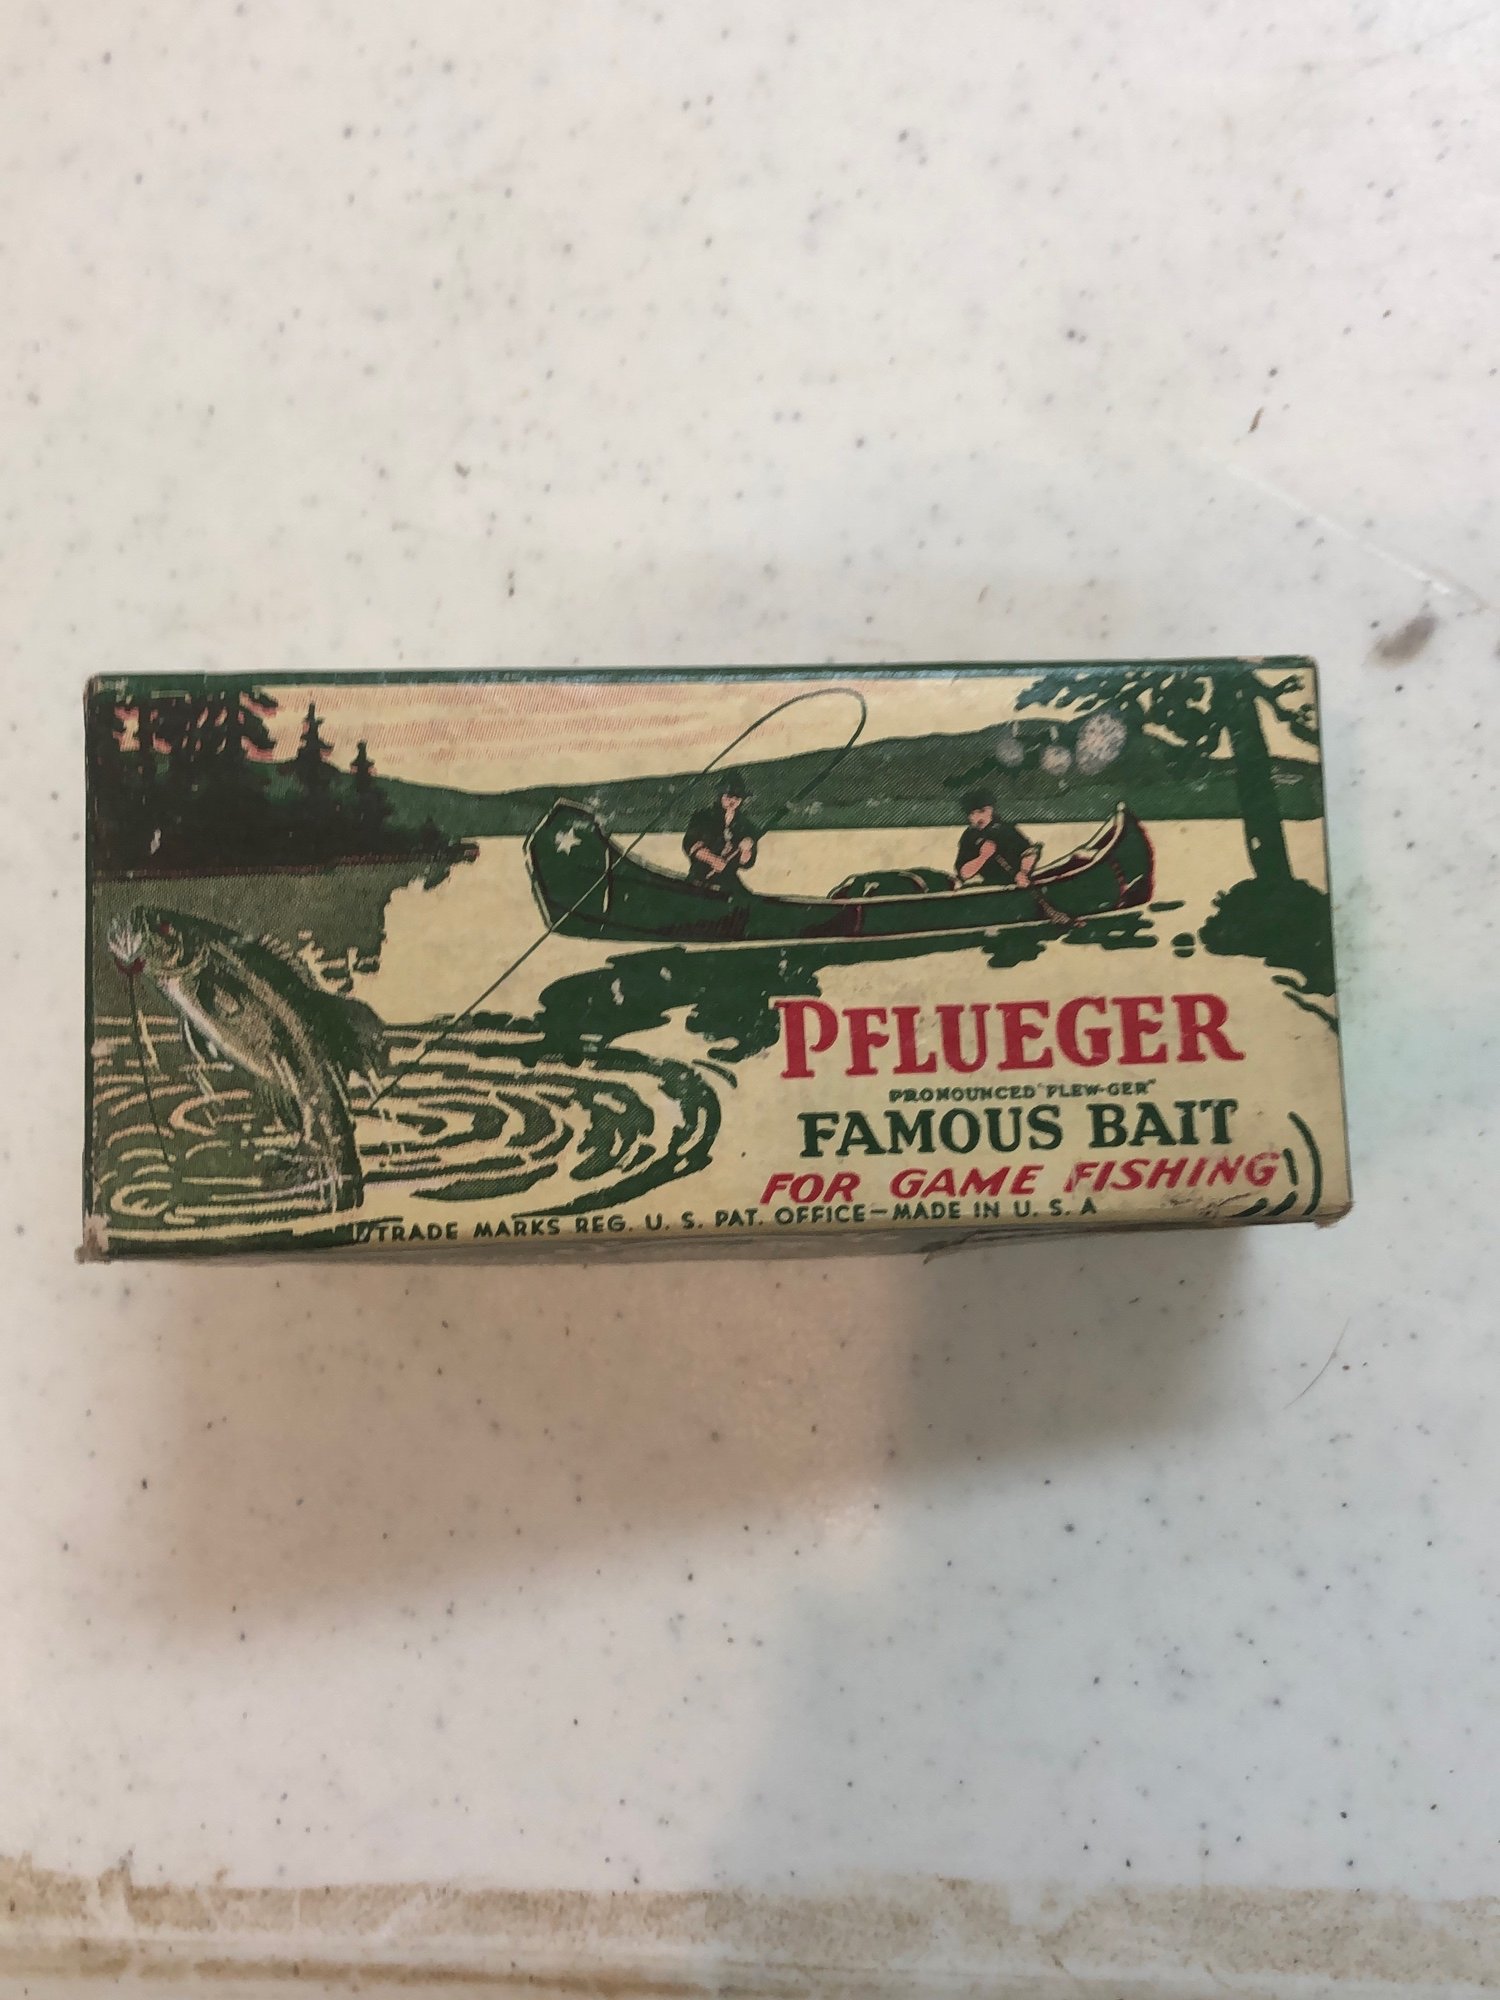 PFLUEGER
PRONOUNCED "FLEW-GER"
FAMOUS BAIT
FOR GAME FISHING
TRADE MARKS REG. U. S. PAT. OFFICE—MADE IN U. S. A